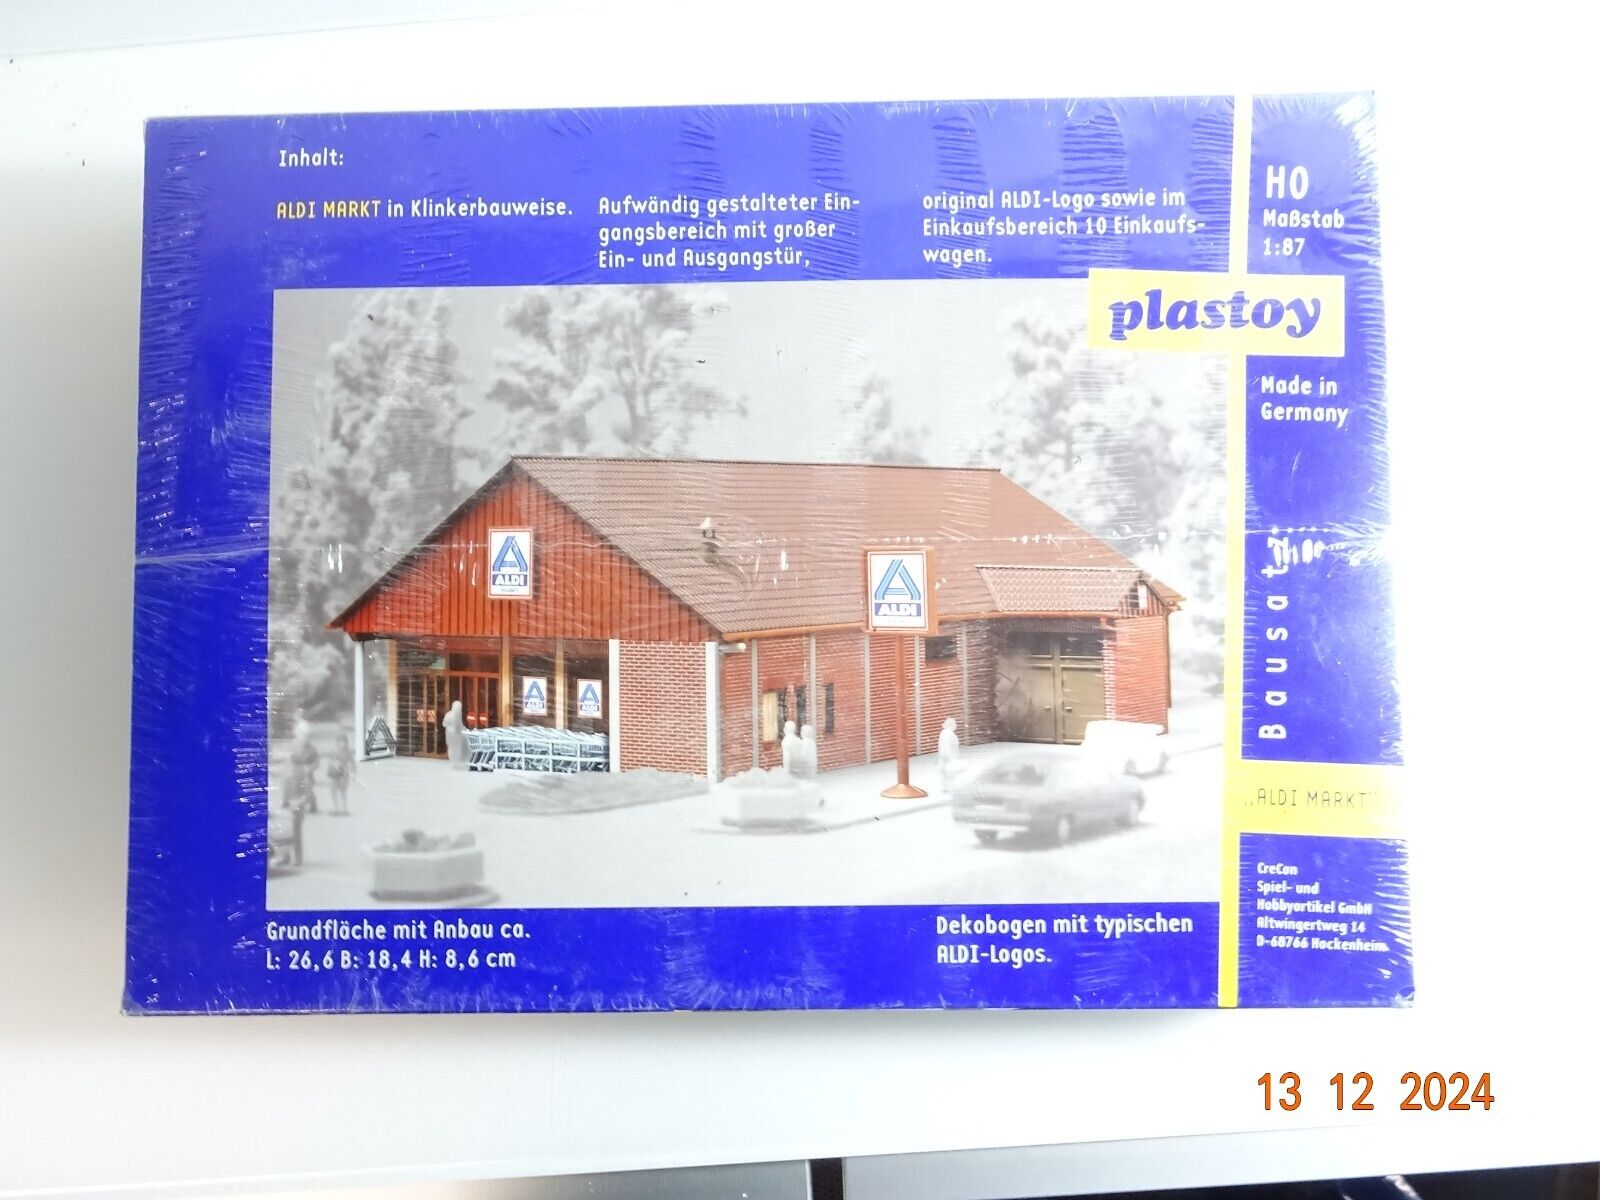 Inhalt:
ALDI MARKT in Klinkerbauweise.
Aufwändig gestalteter Ein-
gangsbereich mit großer
Ein- und Ausgangstür,
original ALDI-Logo sowie im
Einkaufsbereich 10 Einkaufs-
wagen.
H0
Maßstab
1:87
plastoy
Made in
Germany
Bausatz
„ALDI MARKT"
CreCon
Spiel- und
Hobbyartikel GmbH
Altwingertweg 14
D-68766 Hockenheim
ALDI
MARKT
ALDI
ALDI
ALDI
Grundfläche mit Anbau ca.
L: 26,6 B: 18,4 H: 8,6 cm
Dekobogen mit typischen
ALDI-Logos.
13 12 2024